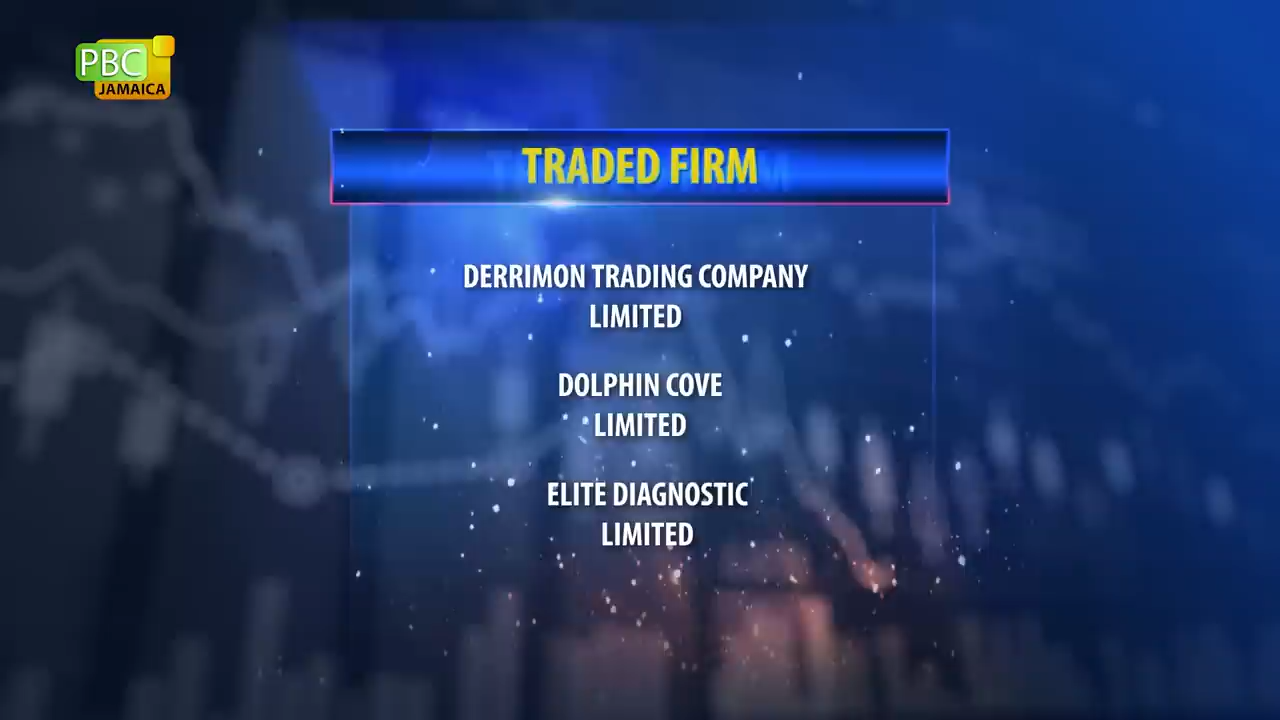 PBC
JAMAICA
TRADED FIRM
DERRIMON TRADING COMPANY
LIMITED
DOLPHIN COVE
LIMITED
ELITE DIAGNOSTIC
LIMITED